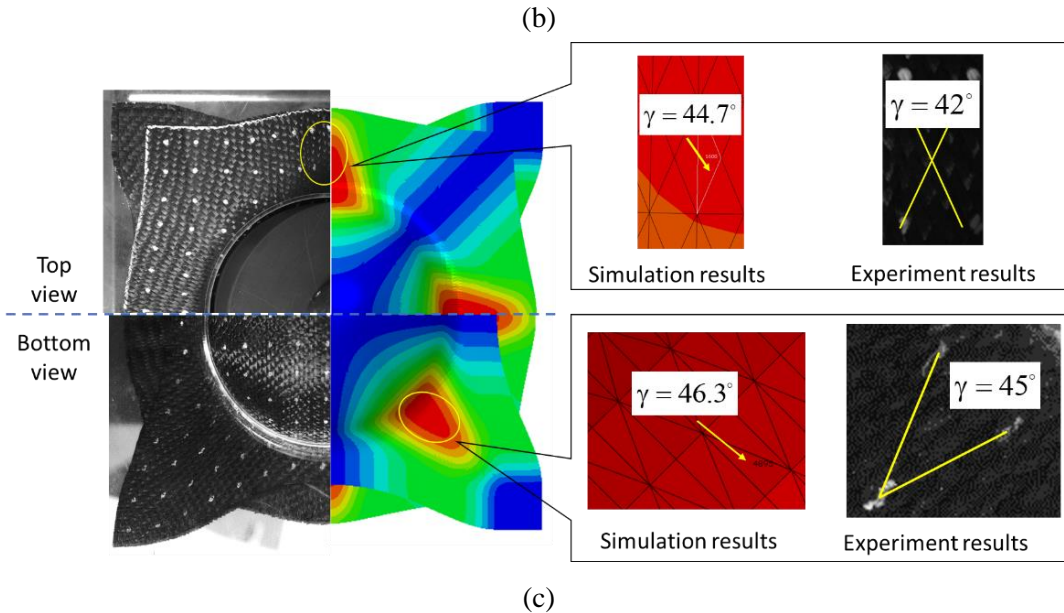 (b)
γ = 44.7°
γ = 42°
Simulation results
Experiment results
Top
view
Bottom
view
γ = 46.3°
γ = 45°
Simulation results
Experiment results
(c)